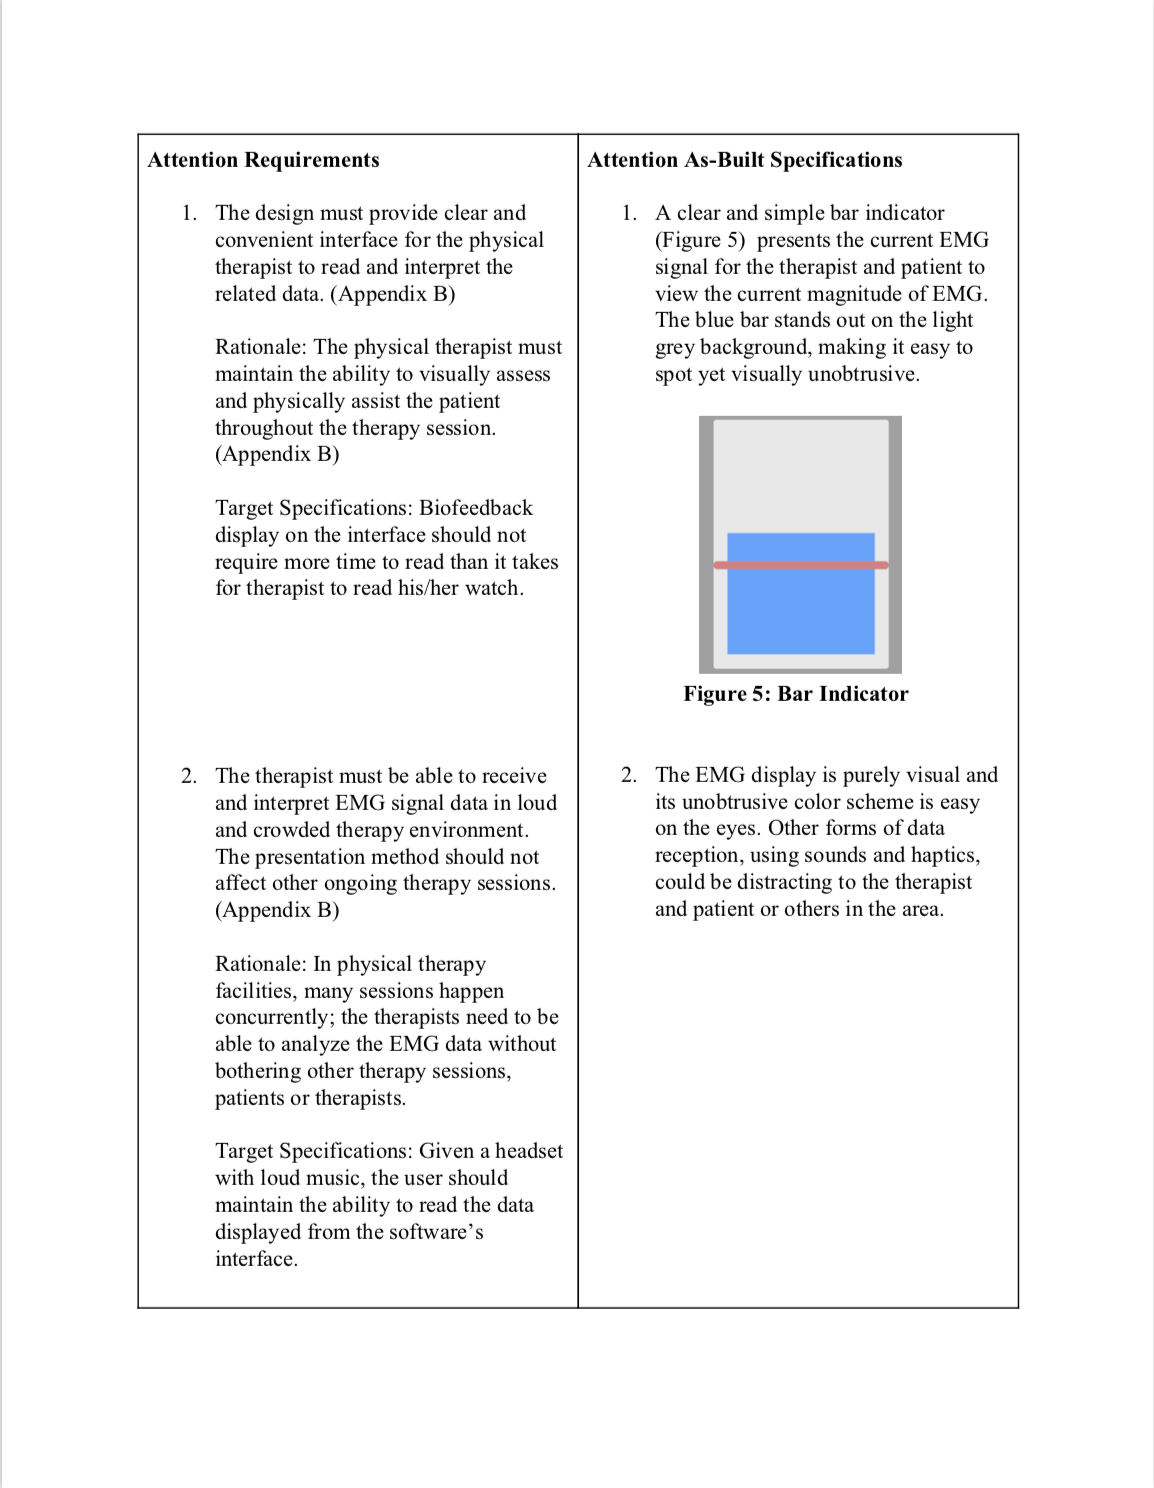 Attention Requirements
1. The design must provide clear and
convenient interface for the physical
therapist to read and interpret the
related data. (Appendix B)
Rationale: The physical therapist must
maintain the ability to visually assess
and physically assist the patient
throughout the therapy session.
(Appendix B)
Target Specifications: Biofeedback
display on the interface should not
require more time to read than it takes
for therapist to read his/her watch.
2. The therapist must be able to receive
and interpret EMG signal data in loud
and crowded therapy environment.
The presentation method should not
affect other ongoing therapy sessions.
(Appendix B)
Rationale: In physical therapy
facilities, many sessions happen
concurrently; the therapists need to be
able to analyze the EMG data without
bothering other therapy sessions,
patients or therapists.
Target Specifications: Given a headset
with loud music, the user should
maintain the ability to read the data
displayed from the software’s
interface.
Attention As-Built Specifications
1. A clear and simple bar indicator
(Figure 5)  presents the current EMG
signal for the therapist and patient to
view the current magnitude of EMG.
The blue bar stands out on the light
grey background, making it easy to
spot yet visually unobtrusive.
Figure 5: Bar Indicator
2. The EMG display is purely visual and
its unobtrusive color scheme is easy
on the eyes. Other forms of data
reception, using sounds and haptics,
could be distracting to the therapist
and patient or others in the area.